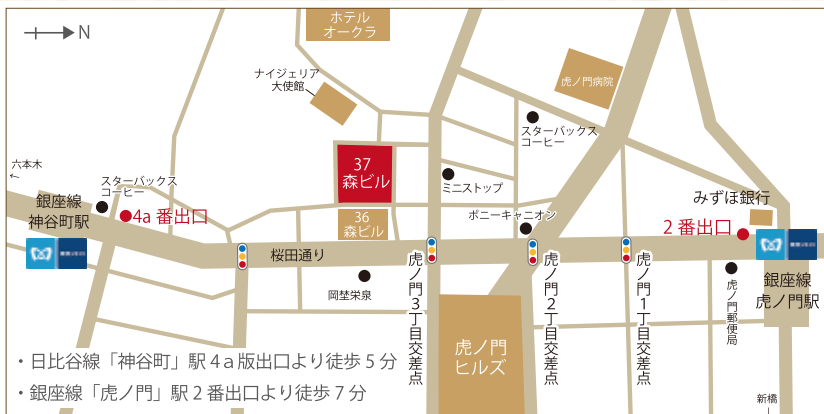 N
ホテル
オークラ
ナイジェリア
大使館
虎ノ門病院
スターバックス
コーヒー
六本木
←
スターバックス
コーヒー
37
森ビル
ミニストップ
みずほ銀行
銀座線
神谷町駅
4a 番出口
36
森ビル
ポニーキャニオン
2 番出口
桜田通り
岡埜栄泉
虎ノ門3丁目交差点
虎ノ門2丁目交差点
虎ノ門1丁目交差点
虎ノ門郵便局
銀座線
虎ノ門駅
虎ノ門
ヒルズ
新橋
・日比谷線「神谷町」駅 4a 版出口より徒歩 5 分
・銀座線「虎ノ門」駅 2 番出口より徒歩 7 分